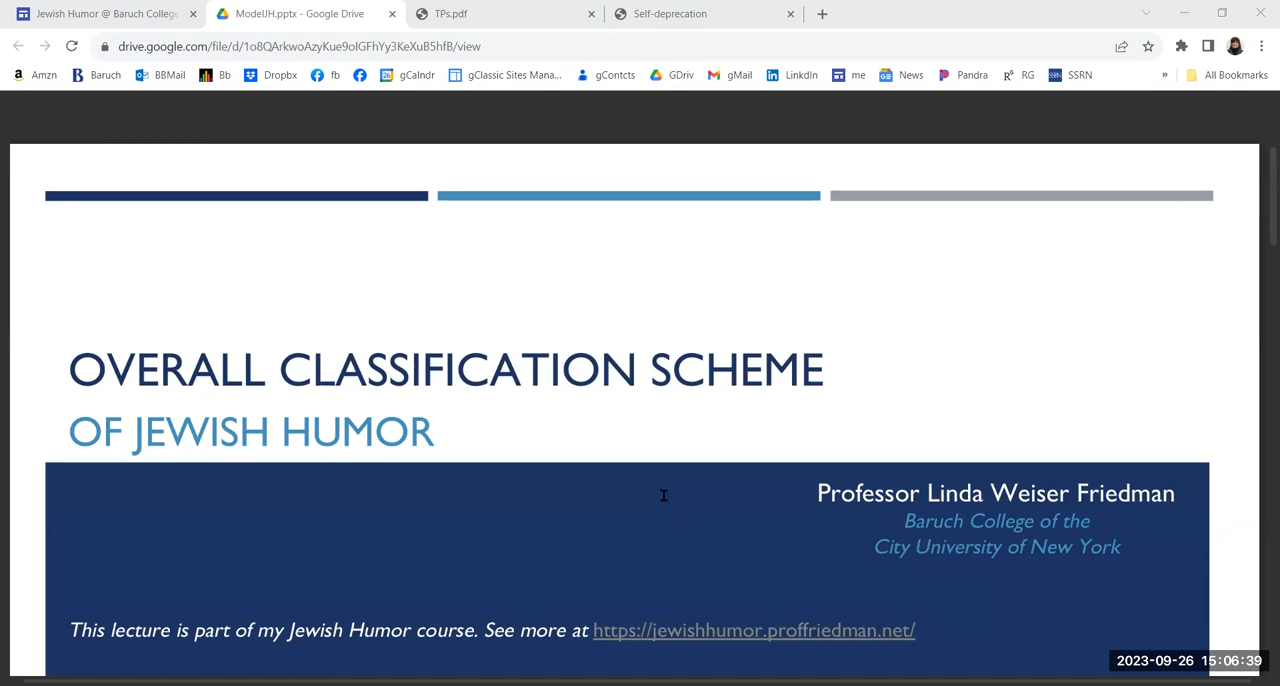 Jewish Humor @ Baruch College
ModelJH.pptx - Google Drive
TPs.pdf
Self-deprecation
drive.google.com/file/d/1o8QArkwoAzyKue9oIGFhYy3KeXuB5hfB/view
Amzn Baruch BBMail Bb Dropbx fb gCalndr gClassic Sites Mana... gContcts GDriv gMail LinkdIn me News Pandra RG SSRN » All Bookmarks
OVERALL CLASSIFICATION SCHEME
OF JEWISH HUMOR
Professor Linda Weiser Friedman
Baruch College of the
City University of New York
This lecture is part of my Jewish Humor course. See more at https://jewishhumor.proffriedman.net/
2023-09-26 15:06:39